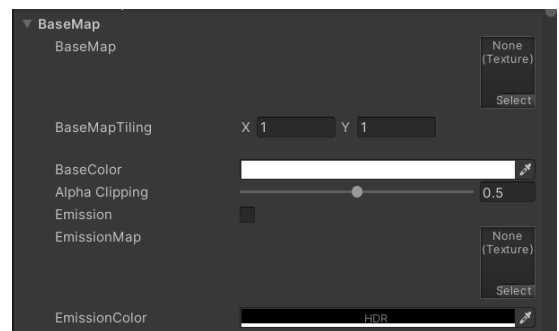 BaseMap
BaseMap
None
(Texture)
Select
BaseMapTiling X 1 Y 1
BaseColor
Alpha Clipping 0.5
Emission
EmissionMap
None
(Texture)
Select
EmissionColor HDR